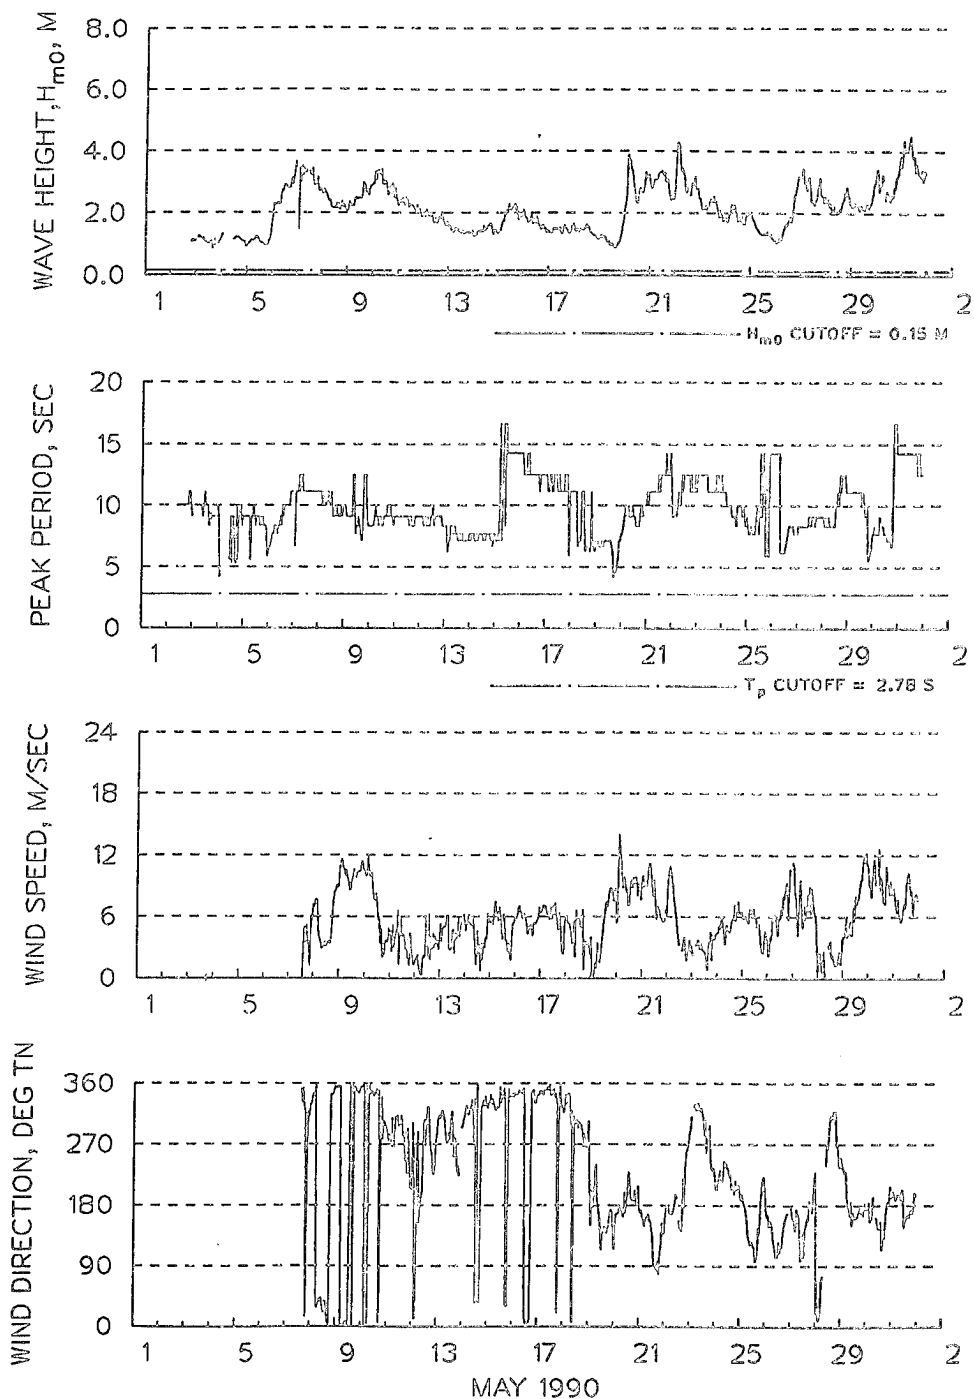 WAVE HEIGHT, Hm0, M
8.0
6.0
4.0
2.0
0.0
1 5 9 13 17 21 25 29 2
Hm0 CUTOFF = 0.15 M
PEAK PERIOD, SEC
20
15
10
5
0
1 5 9 13 17 21 25 29 2
Tp CUTOFF = 2.78 S
WIND SPEED, M/SEC
24
18
12
6
0
1 5 9 13 17 21 25 29 2
WIND DIRECTION, DEG TN
360
270
180
90
0
1 5 9 13 17 21 25 29 2
MAY 1990